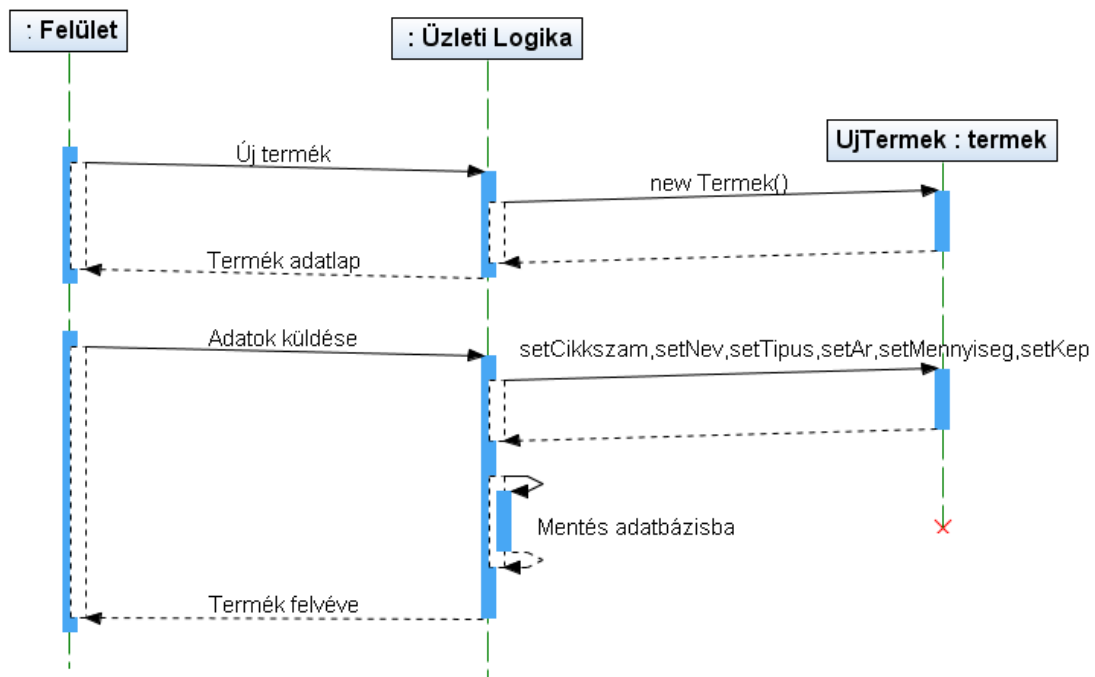 : Felület
: Üzleti Logika
UjTermek : termek
Új termék
new Termek()
Termék adatlap
Adatok küldése
setCikkszam,setNev,setTipus,setAr,setMennyiseg,setKep
Mentés adatbázisba
Termék felvéve